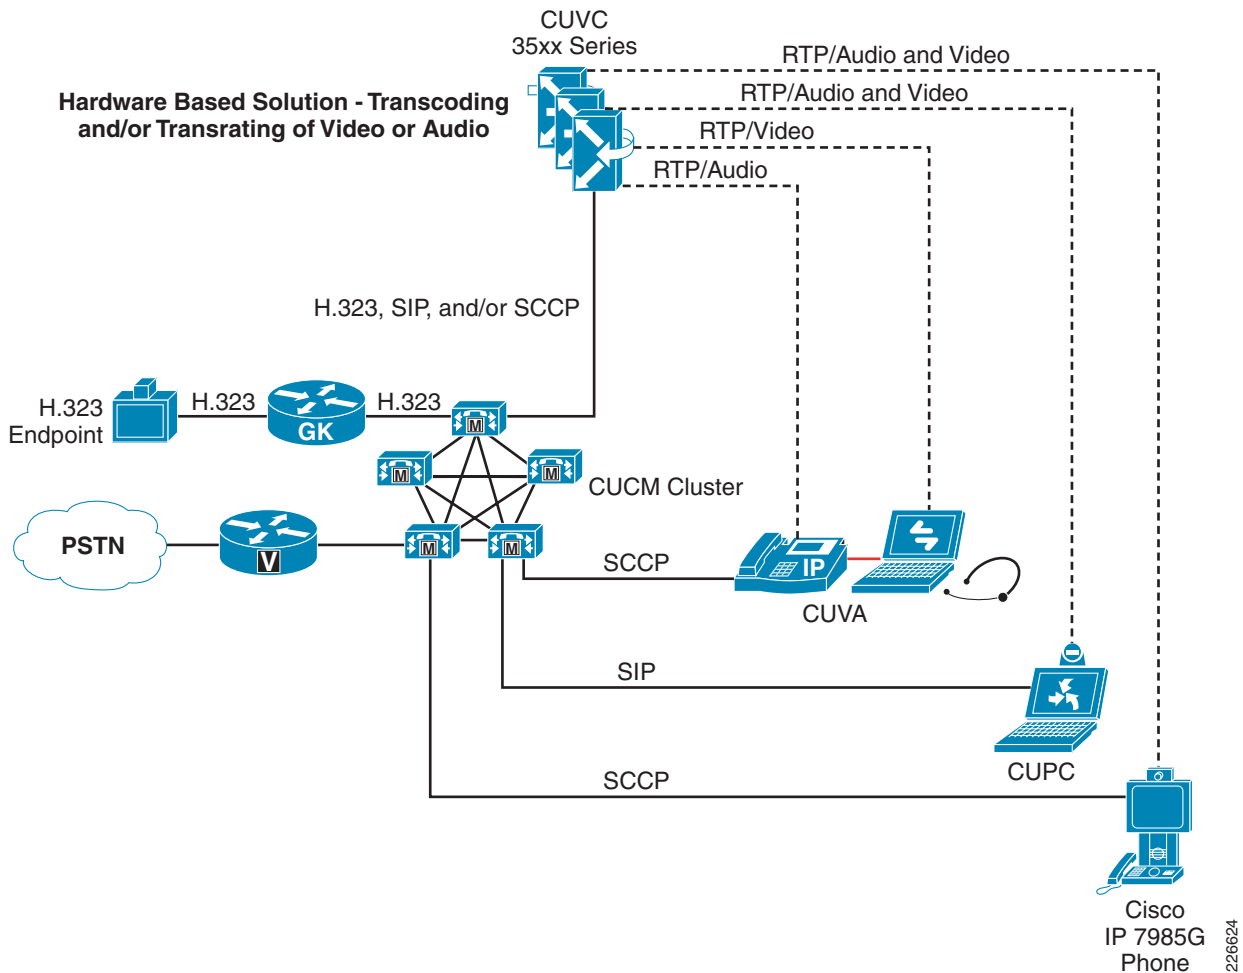 CUVC
35xx Series
RTP/Audio and Video
Hardware Based Solution - Transcoding
and/or Transrating of Video or Audio
RTP/Audio and Video
RTP/Video
RTP/Audio
H.323, SIP, and/or SCCP
H.323
Endpoint
H.323
GK
H.323
M
M
M
CUCM Cluster
PSTN
V
M
M
SCCP
IP
CUVA
SIP
CUPC
SCCP
Cisco
IP 7985G
Phone
226624